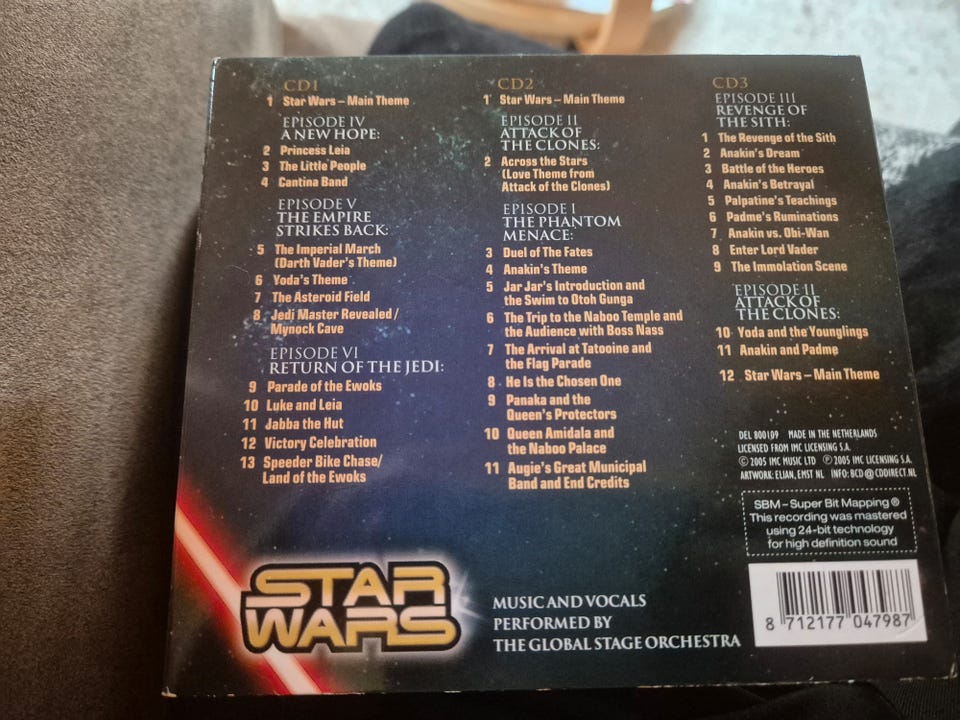 CD1
1 Star Wars – Main Theme
EPISODE IV
A NEW HOPE:
2 Princess Leia
3 The Little People
4 Cantina Band
EPISODE V
THE EMPIRE
STRIKES BACK:
5 The Imperial March
(Darth Vader's Theme)
6 Yoda's Theme
7 The Asteroid Field
8 Jedi Master Revealed /
Mynock Cave
EPISODE VI
RETURN OF THE JEDI:
9 Parade of the Ewoks
10 Luke and Leia
11 Jabba the Hut
12 Victory Celebration
13 Speeder Bike Chase/
Land of the Ewoks
CD2
1 Star Wars – Main Theme
EPISODE II
ATTACK OF
THE CLONES:
2 Across the Stars
(Love Theme from
Attack of the Clones)
EPISODE I
THE PHANTOM
MENACE:
3 Duel of The Fates
4 Anakin's Theme
5 Jar Jar's Introduction and
the Swim to Otoh Gunga
6 The Trip to the Naboo Temple and
the Audience with Boss Nass
7 The Arrival at Tatooine and
the Flag Parade
8 He Is the Chosen One
9 Panaka and the
Queen's Protectors
10 Queen Amidala and
the Naboo Palace
11 Augie's Great Municipal
Band and End Credits
CD3
EPISODE III
REVENGE OF
THE SITH:
1 The Revenge of the Sith
2 Anakin's Dream
3 Battle of the Heroes
4 Anakin's Betrayal
5 Palpatine's Teachings
6 Padme's Ruminations
7 Anakin vs. Obi-Wan
8 Enter Lord Vader
9 The Immolation Scene
EPISODE II
ATTACK OF
THE CLONES:
10 Yoda and the Younglings
11 Anakin and Padme
12 Star Wars – Main Theme
DEL 800109 MADE IN THE NETHERLANDS
LICENSED FROM IMC LICENSING S.A.
© 2005 IMC MUSIC LTD ℗ 2005 IMC LICENSING S.A.
ARTWORK: ELIAN, EMST NL INFO: BCD@CDDIRECT.NL
SBM – Super Bit Mapping ®
This recording was mastered
using 24-bit technology
for high definition sound
STAR
WARS
MUSIC AND VOCALS
PERFORMED BY
THE GLOBAL STAGE ORCHESTRA
8 712177 047987